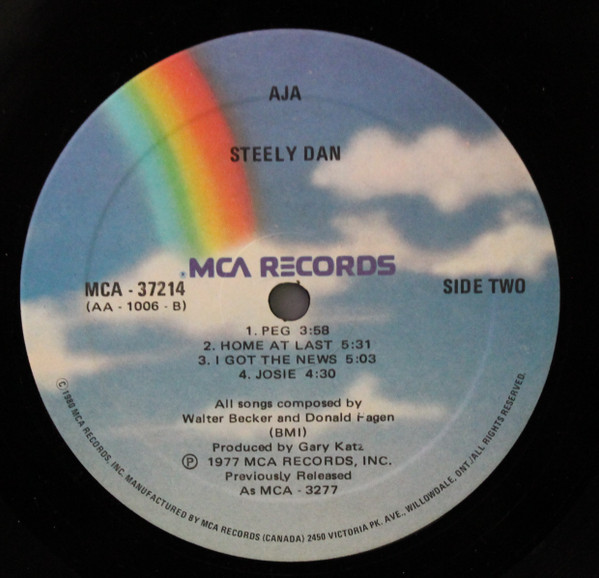 AJA
STEELY DAN
MCA RECORDS
MCA - 37214
(AA - 1006 - B)
SIDE TWO
1. PEG 3:58
2. HOME AT LAST 5:31
3. I GOT THE NEWS 5:03
4. JOSIE 4:30
All songs composed by
Walter Becker and Donald Fagen
(BMI)
Produced by Gary Katz
Ⓟ 1977 MCA RECORDS, INC.
Previously Released
As MCA - 3277
© 1980 MCA RECORDS, INC. MANUFACTURED BY MCA RECORDS (CANADA) 2450 VICTORIA PK. AVE., WILLOWDALE, ONT./ALL RIGHTS RESERVED.